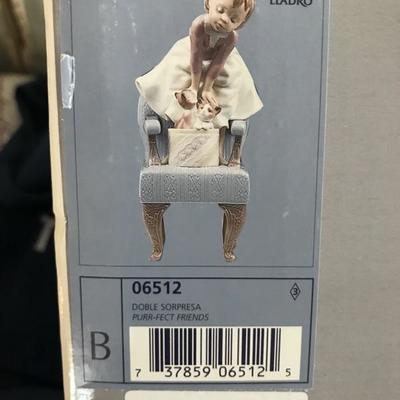 LLADRÓ
06512
3
DOBLE SORPRESA
PURR-FECT FRIENDS
B
7 37859 06512 5